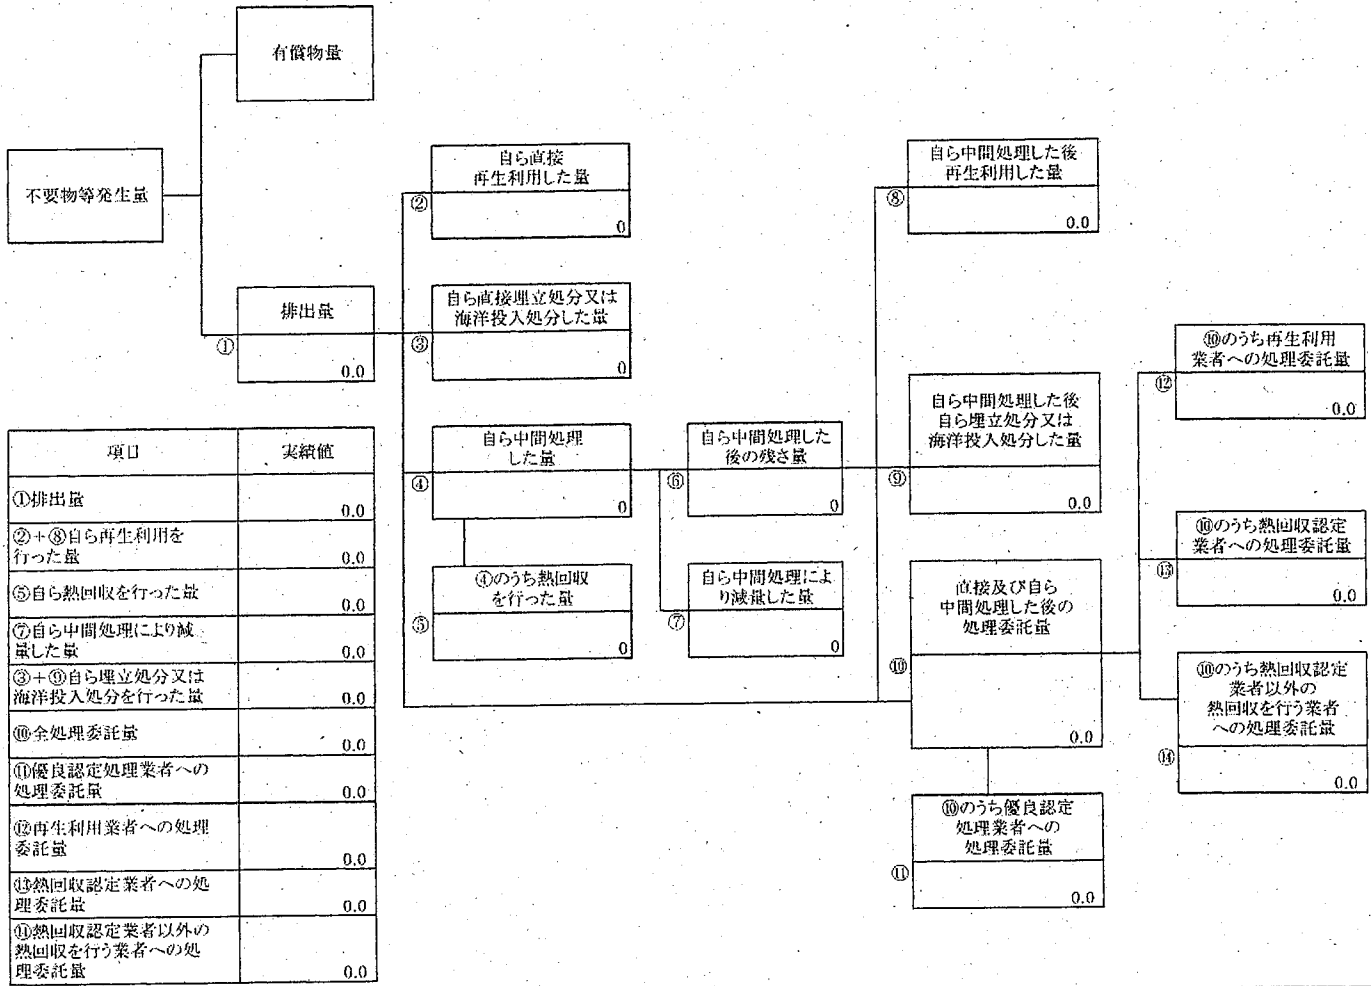 有償物量
不要物等発生量
排出量
①
0.0
自ら直接
再生利用した量
②
0
自ら直接埋立処分又は
海洋投入処分した量
③
0
自ら中間処理
した量
④
0
④のうち熱回収
を行った量
⑤
0
自ら中間処理した
後の残さ量
⑥
0
自ら中間処理によ
り減量した量
⑦
0
自ら中間処理した後
再生利用した量
⑧
0.0
自ら中間処理した後
自ら埋立処分又は
海洋投入処分した量
⑨
0.0
直接及び自ら
中間処理した後の
処理委託量
⑩
0.0
⑩のうち優良認定
処理業者への
処理委託量
⑪
0.0
⑩のうち再生利用
業者への処理委託量
⑫
0.0
⑩のうち熱回収認定
業者への処理委託量
⑬
0.0
⑩のうち熱回収認定
業者以外の
熱回収を行う業者
への処理委託量
⑭
0.0
項目 実績値
①排出量
0.0
②+⑧自ら再生利用を
行った量 0.0
⑤自ら熱回収を行った量
0.0
⑦自ら中間処理により減
量した量 0.0
③+⑨自ら埋立処分又は
海洋投入処分を行った量 0.0
⑩全処理委託量
0.0
⑪優良認定処理業者への
処理委託量 0.0
⑫再生利用業者への処理
委託量
0.0
⑬熱回収認定業者への処
理委託量 0.0
⑭熱回収認定業者以外の
熱回収を行う業者への処
理委託量 0.0